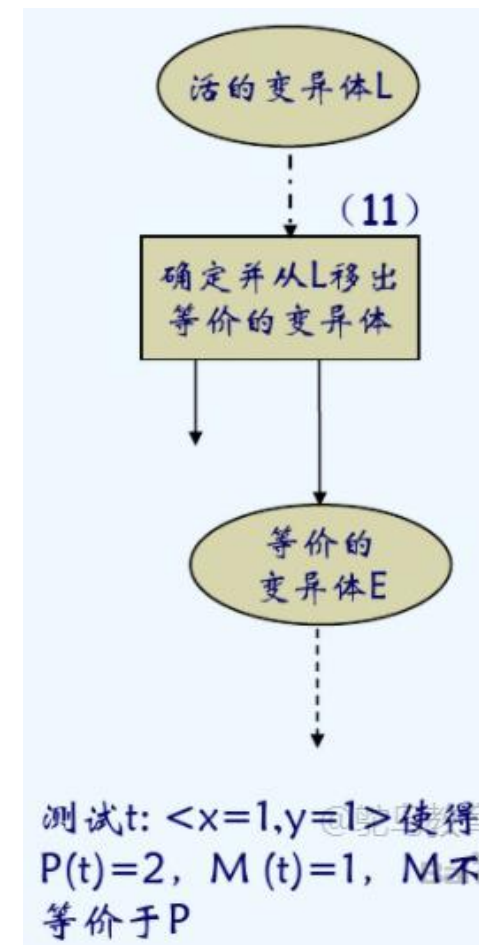 活的变异体L
（11）
确定并从L移出
等价的变异体
等价的
变异体E
测试t: <x=1,y=1>使得
P(t)=2，M (t)=1，M不
等价于P